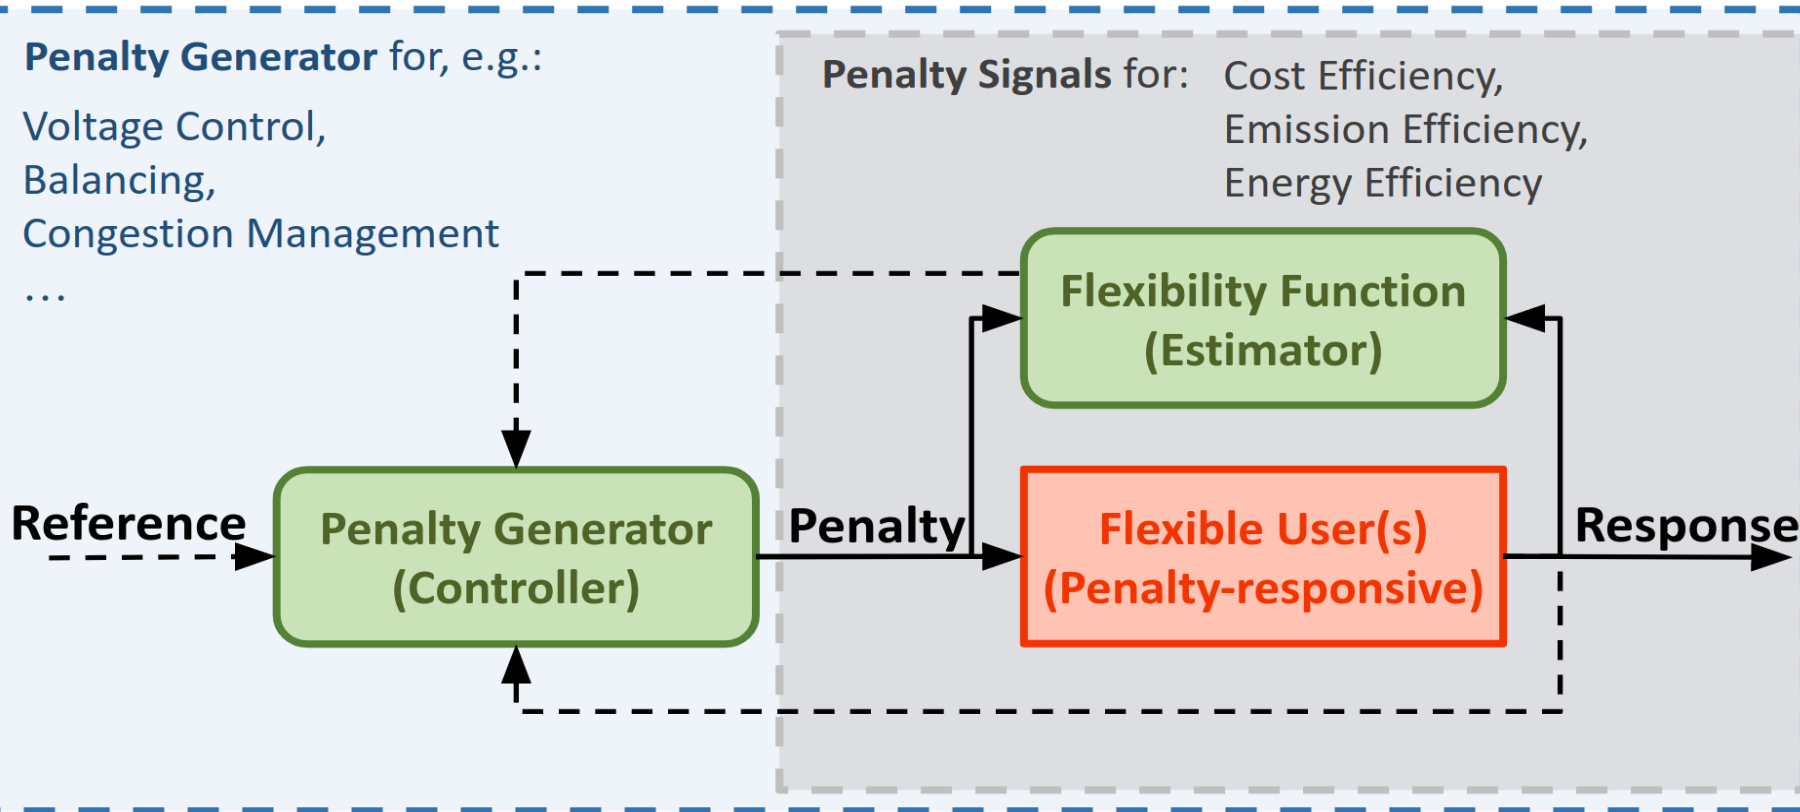 Penalty Generator for, e.g.:
Voltage Control,
Balancing,
Congestion Management
...
Penalty Signals for:
Cost Efficiency,
Emission Efficiency,
Energy Efficiency
Flexibility Function
(Estimator)
Reference
Penalty Generator
(Controller)
Penalty
Flexible User(s)
(Penalty-responsive)
Response